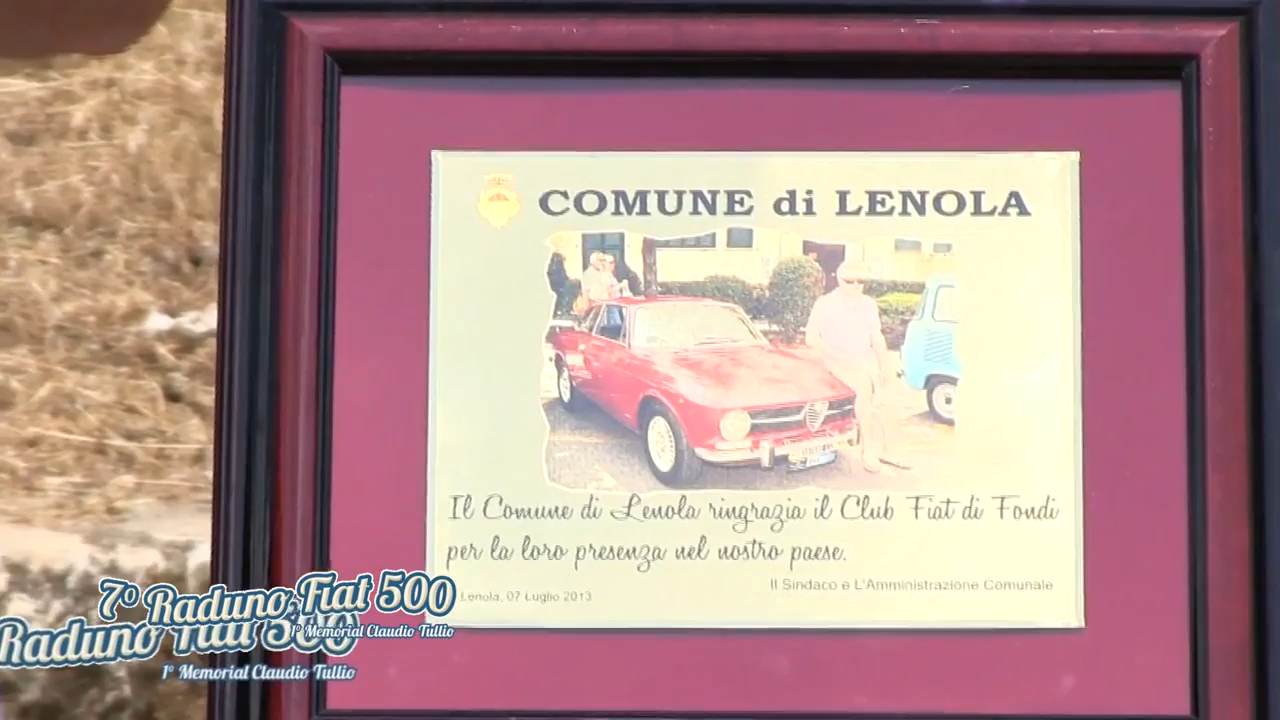 COMUNE di LENOLA
Il Comune di Lenola ringrazia il Club Fiat di Fondi
per la loro presenza nel nostro paese.
Il Sindaco e L'Amministrazione Comunale
Lenola, 07 Luglio 2013
7° Raduno Fiat 500
1° Memorial Claudio Tullio
Raduno Fiat 500
1° Memorial Claudio Tullio